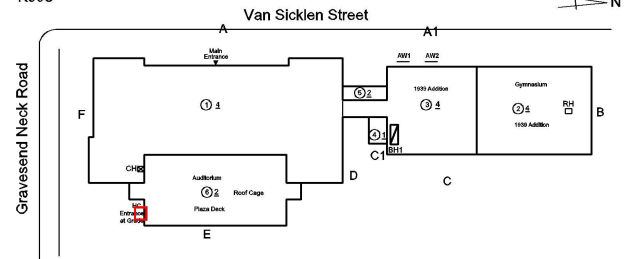 Van Sicklen Street
N
A
A1
Main
Entrance
AW1
AW2
5 2
1939 Addition
Gymnasium
F
1 4
3 4
2 4
RH
B
1936 Addition
4 1
BH1
C1
CH
Auditorium
D
C
6 2
Roof Cage
HC
Entrance
at Grade
Plaza Deck
E
Gravesend Neck Road